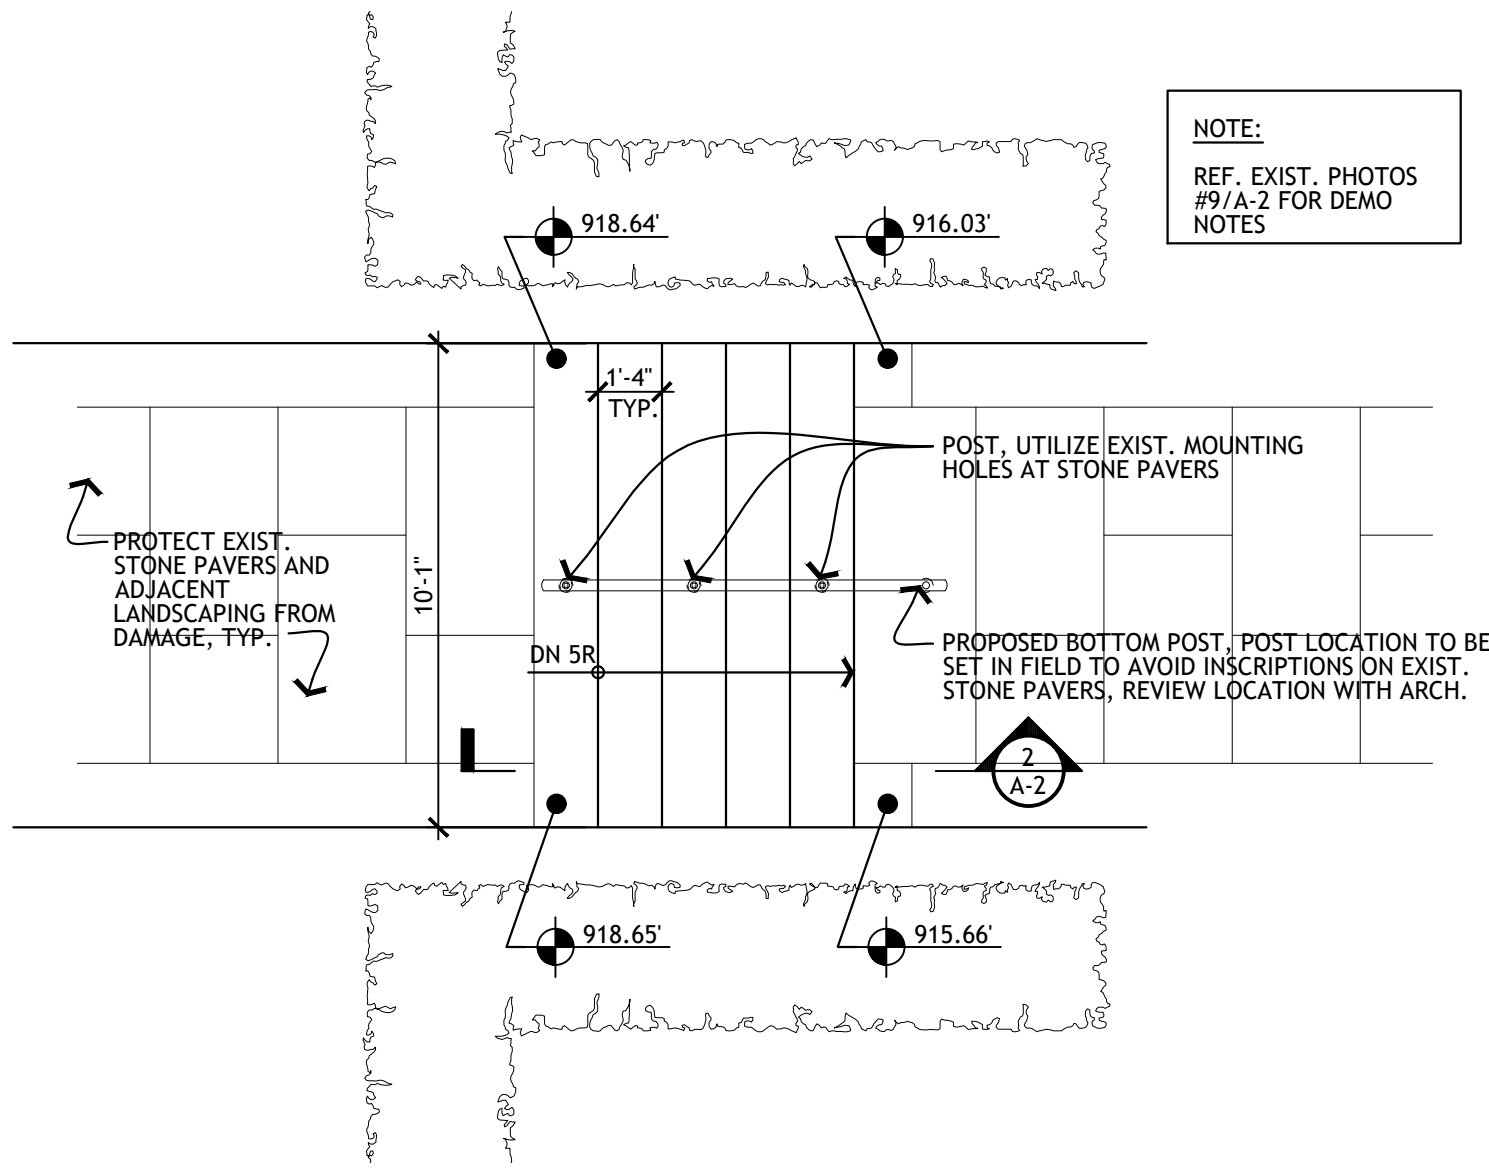 NOTE:
REF. EXIST. PHOTOS
#9/A-2 FOR DEMO
NOTES
918.64'
916.03'
1'-4"
TYP.
POST, UTILIZE EXIST. MOUNTING
HOLES AT STONE PAVERS
PROTECT EXIST.
STONE PAVERS AND
ADJACENT
LANDSCAPING FROM
DAMAGE, TYP.
10'-1"
DN 5R
PROPOSED BOTTOM POST, POST LOCATION TO BE
SET IN FIELD TO AVOID INSCRIPTIONS ON EXIST.
STONE PAVERS, REVIEW LOCATION WITH ARCH.
2
A-2
918.65'
915.66'